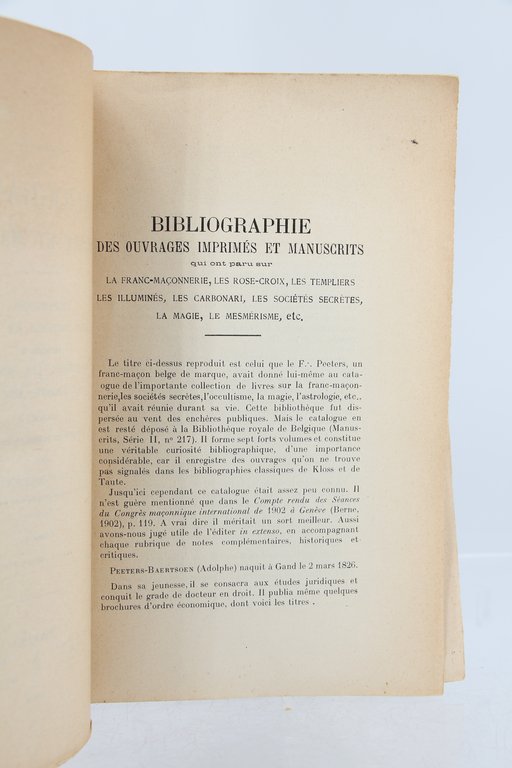 BIBLIOGRAPHIE
DES OUVRAGES IMPRIMÉS ET MANUSCRITS
qui ont paru sur
LA FRANC-MAÇONNERIE, LES ROSE-CROIX, LES TEMPLIERS
LES ILLUMINÉS, LES CARBONARI, LES SOCIÉTÉS SECRÈTES,
LA MAGIE, LE MESMÉRISME, etc.
Le titre ci-dessus reproduit est celui que le F∴ Peeters, un
franc-maçon belge de marque, avait donné lui-même au cata-
logue de l'importante collection de livres sur la franc-maçon-
nerie,les sociétés secrètes,l'occultisme, la magie, l'astrologie, etc.,
qu'il avait réunie durant sa vie. Cette bibliothèque fut dis-
persée au vent des enchères publiques. Mais le catalogue en
est resté déposé à la Bibliothèque royale de Belgique (Manus-
crits, Série II, nº 217). Il forme sept forts volumes et constitue
une véritable curiosité bibliographique, d'une importance
considérable, car il enregistre des ouvrages qu'on ne trouve
pas signalés dans les bibliographies classiques de Kloss et de
Taute.
Jusqu'ici cependant ce catalogue était assez peu connu. Il
n'est guère mentionné que dans le Compte rendu des Séances
du Congrès maçonnique international de 1902 à Genève (Berne,
1902), p. 119. A vrai dire il méritait un sort meilleur. Aussi
avons-nous jugé utile de l'éditer in extenso, en accompagnant
chaque rubrique de notes complémentaires, historiques et
critiques.
PEETERS-BAERTSOEN (Adolphe) naquit à Gand le 2 mars 1826.
Dans sa jeunesse, il se consacra aux études juridiques et
conquit le grade de docteur en droit. Il publia même quelques
brochures d'ordre économique, dont voici les titres .